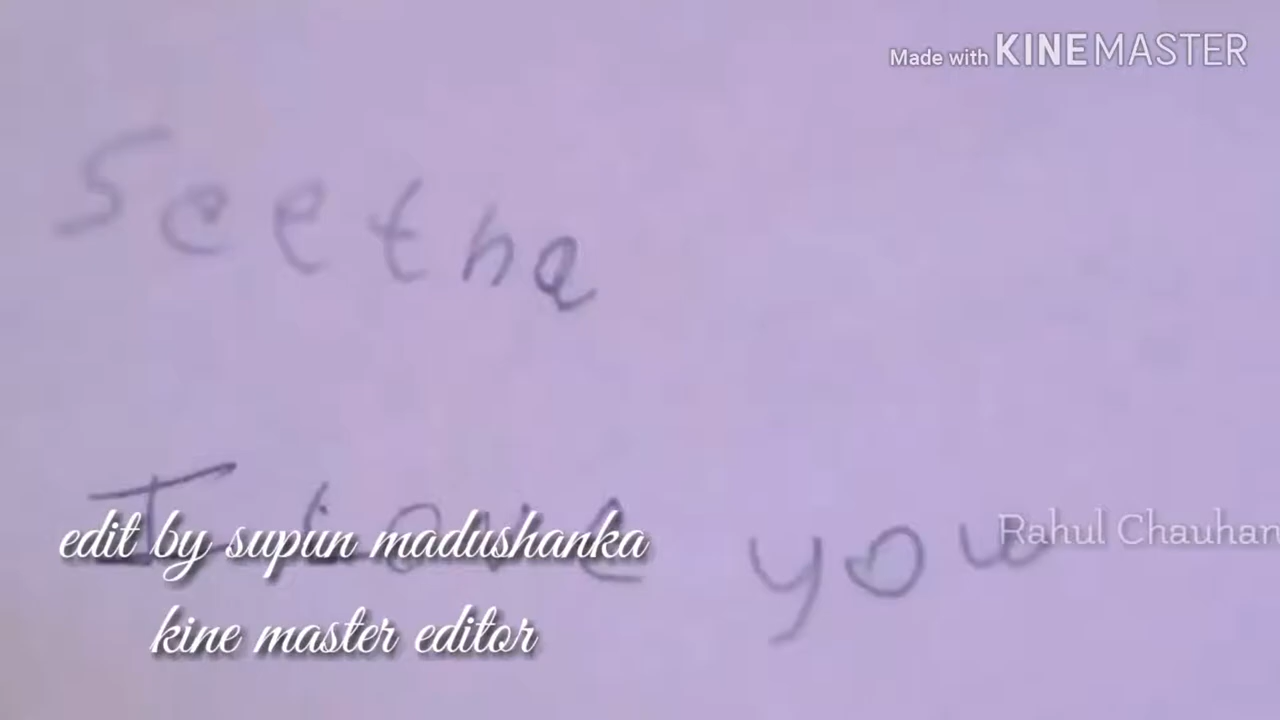 Made with KINEMASTER
Seetha
I Love you
Rahul Chauhan
edit by supun madushanka
kine master editor